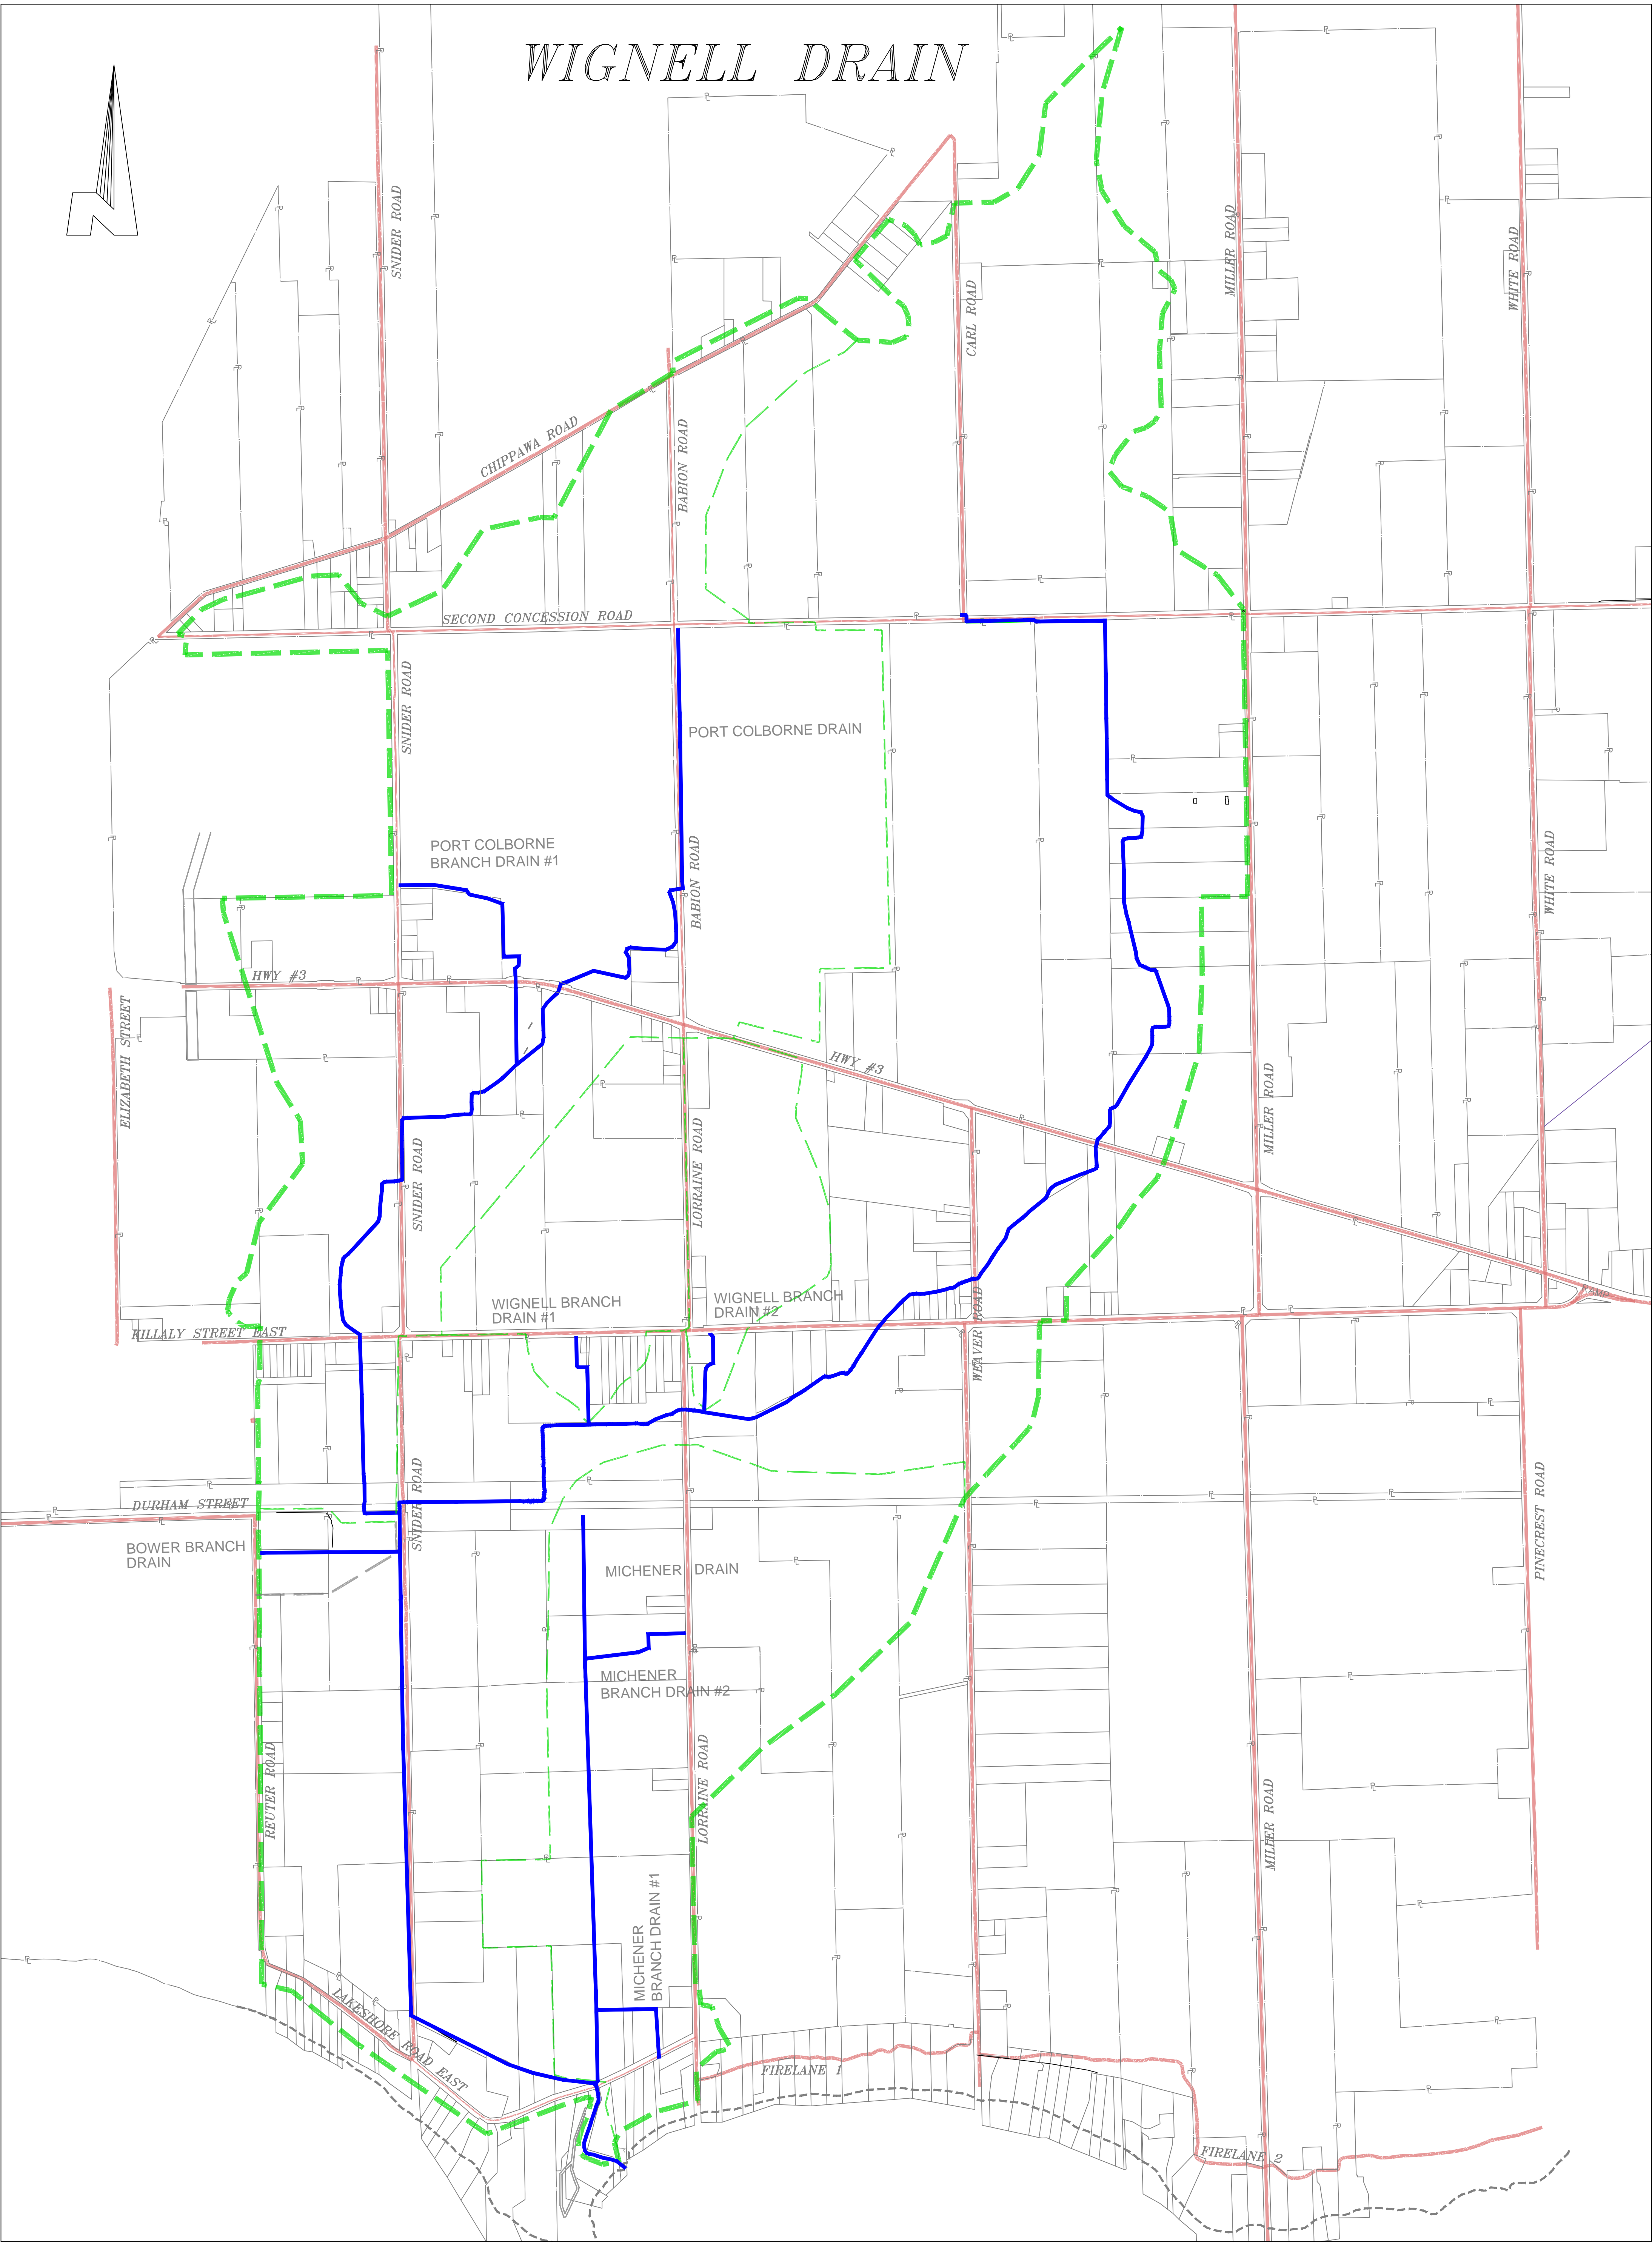 WIGNELL DRAIN
SNIDER ROAD
MILLER ROAD
WHITE ROAD
CARL ROAD
CHIPPAWA ROAD
BABION ROAD
SECOND CONCESSION ROAD
SNIDER ROAD
PORT COLBORNE DRAIN
PORT COLBORNE
BRANCH DRAIN #1
BABION ROAD
WHITE ROAD
HWY #3
ELIZABETH STREET
HWY #3
MILLER ROAD
SNIDER ROAD
LORRAINE ROAD
WIGNELL BRANCH
DRAIN #1
WIGNELL BRANCH
DRAIN #2
RAMP
KILLALY STREET EAST
WEAVER ROAD
DURHAM STREET
SNIDER ROAD
PINECREST ROAD
BOWER BRANCH
DRAIN
MICHENER DRAIN
MICHENER
BRANCH DRAIN #2
REUTER ROAD
LORRAINE ROAD
MILLER ROAD
MICHENER
BRANCH DRAIN #1
LAKESHORE ROAD EAST
FIRELANE 1
FIRELANE 2